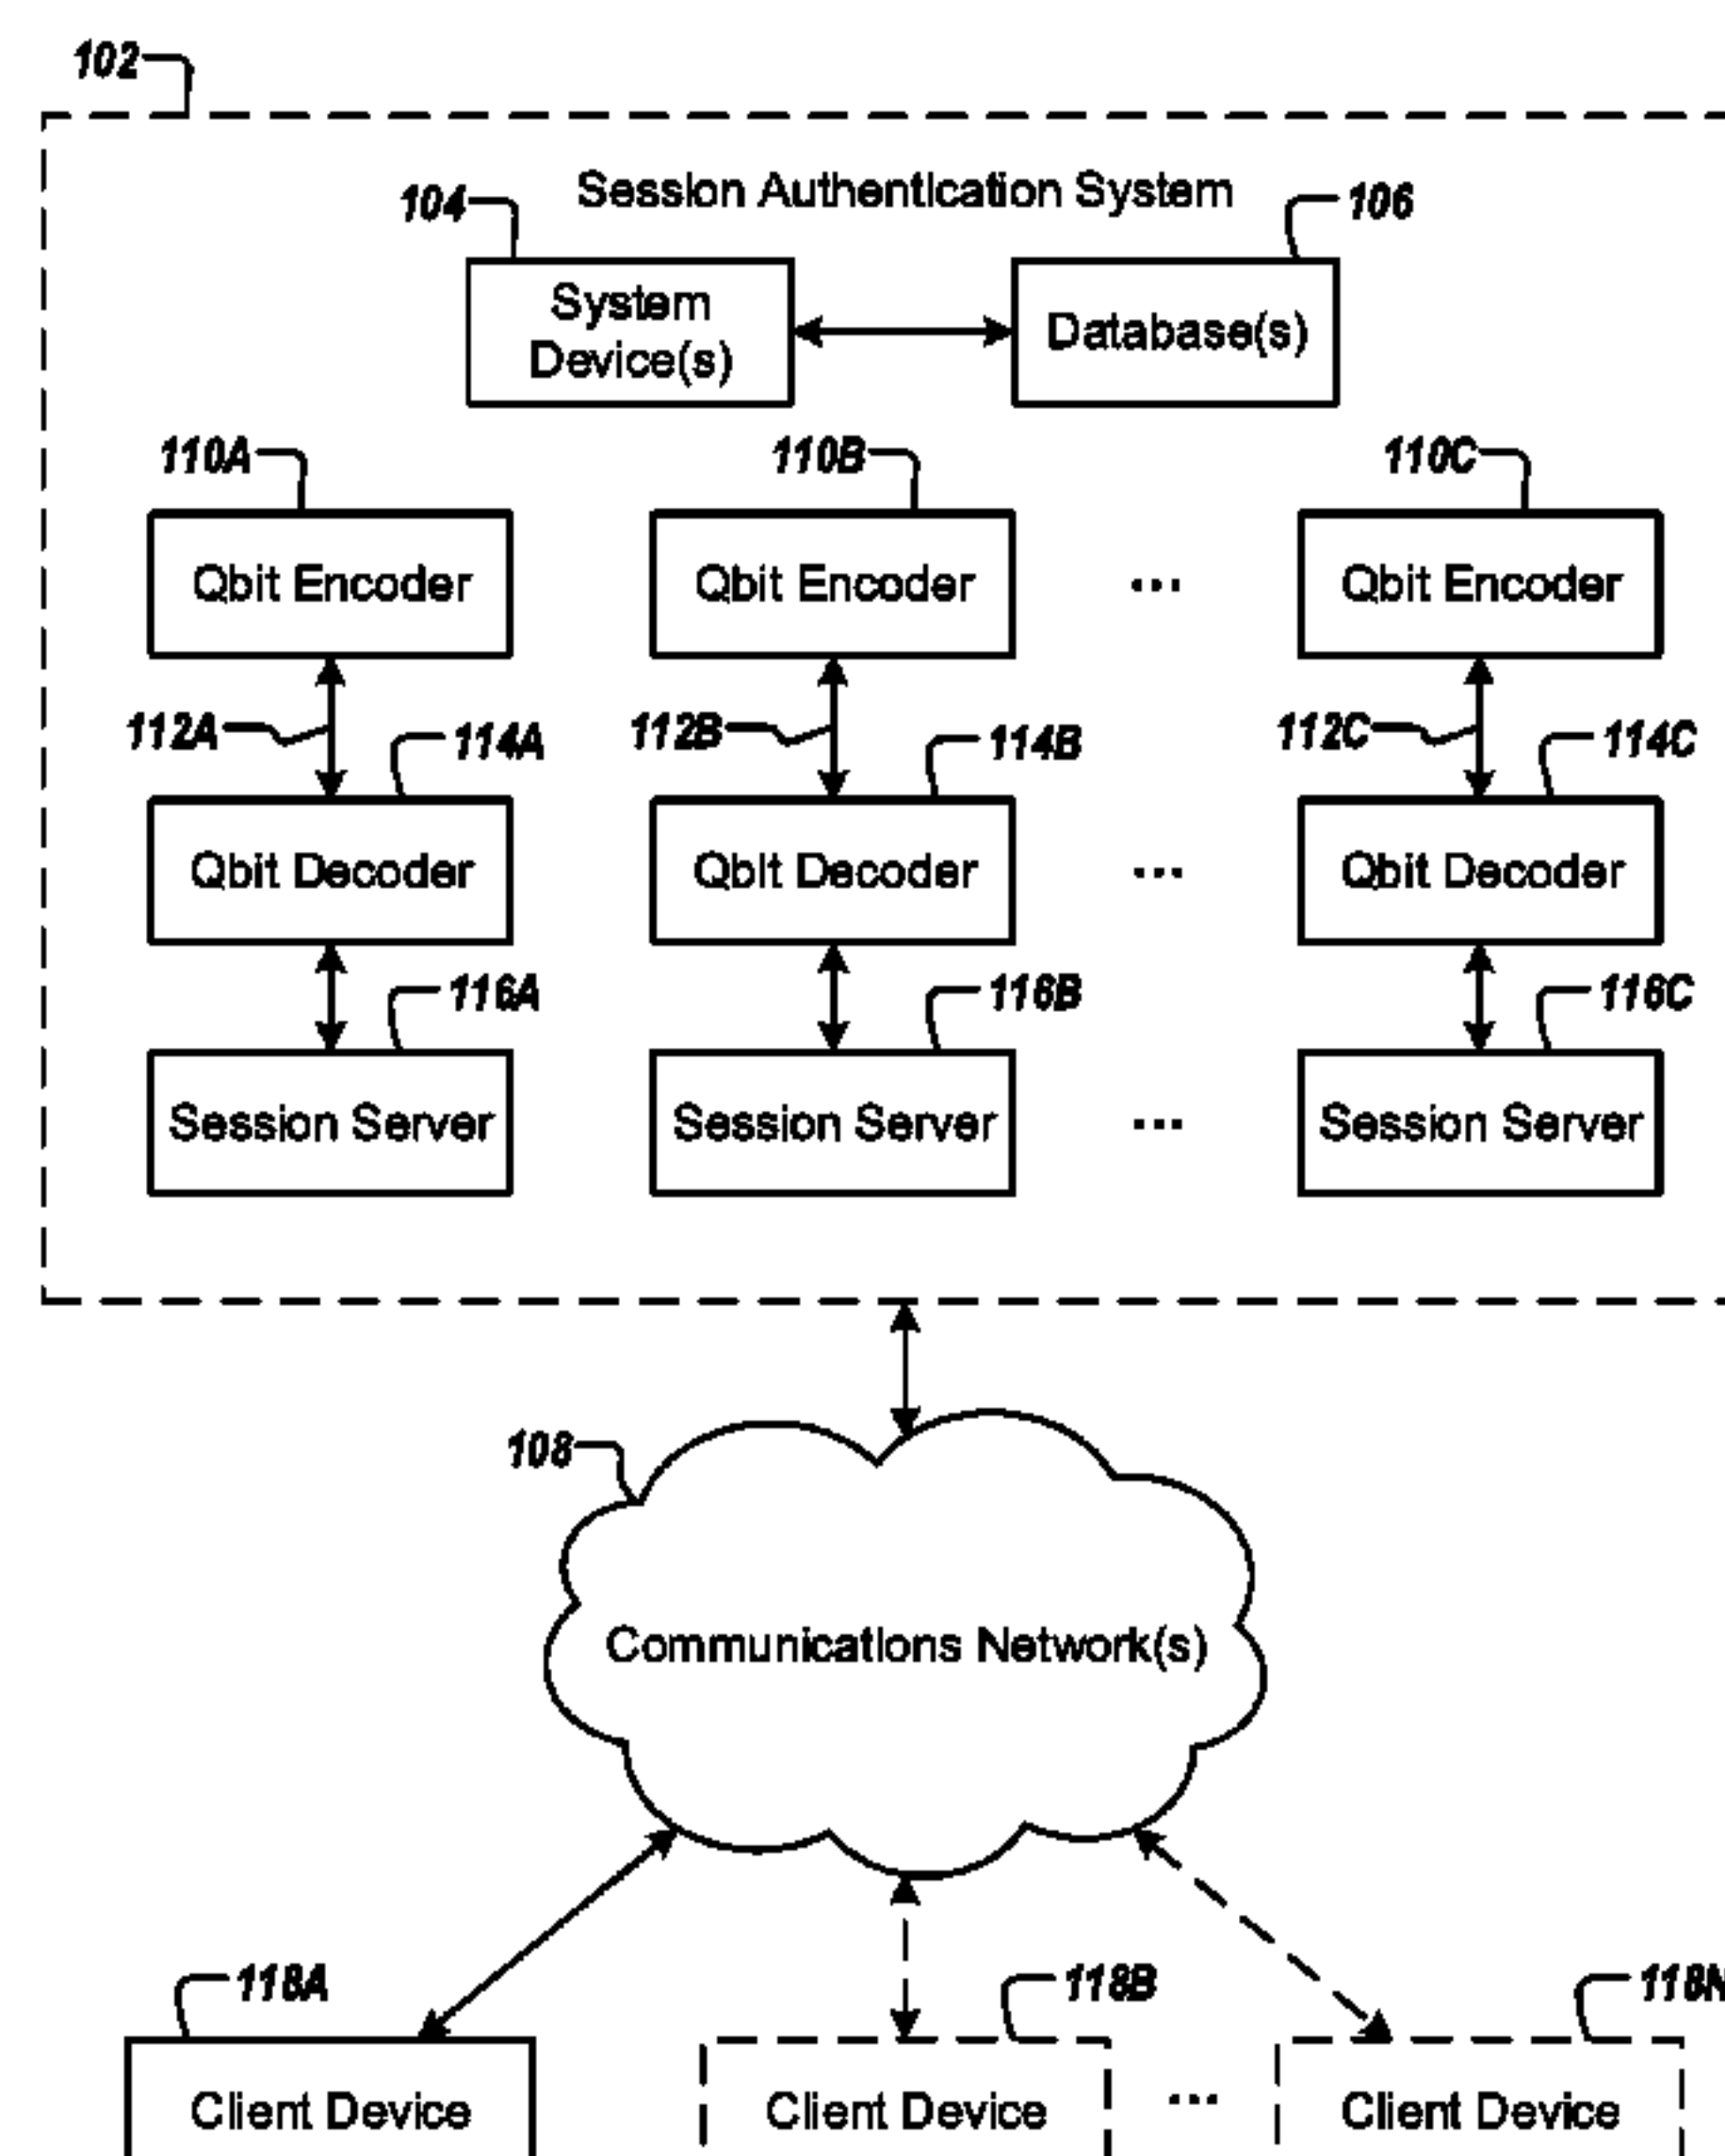 102
Session Authentication System
104
106
System
Device(s)
Database(s)
110A
110B
110C
Qbit Encoder
Qbit Encoder
...
Qbit Encoder
112A
114A
112B
114B
112C
114C
Qbit Decoder
Qbit Decoder
...
Qbit Decoder
116A
116B
116C
Session Server
Session Server
...
Session Server
108
Communications Network(s)
118A
118B
118N
Client Device
Client Device
...
Client Device